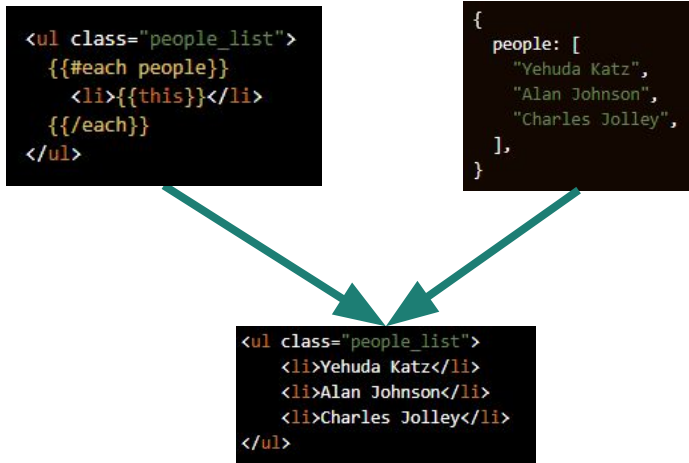 <ul class="people_list">
  {{#each people}}
    <li>{{this}}</li>
  {{/each}}
</ul>
{
  people: [
    "Yehuda Katz",
    "Alan Johnson",
    "Charles Jolley",
  ],
}
<ul class="people_list">
    <li>Yehuda Katz</li>
    <li>Alan Johnson</li>
    <li>Charles Jolley</li>
</ul>